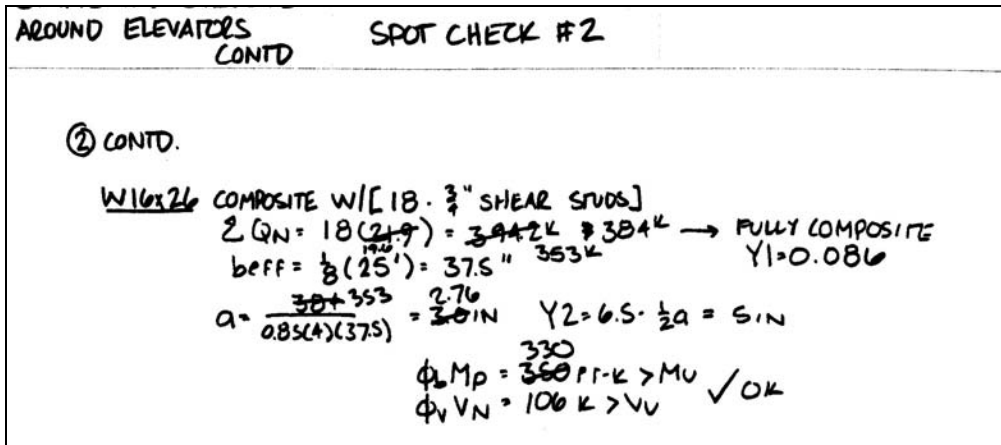 AROUND ELEVATORS SPOT CHECK #2
CONTD
② CONTD.
W16x26 COMPOSITE W/[18 - 3/4" SHEAR STUDS]
ΣQN = 18(21.9) = 394.2K ≯ 384K → FULLY COMPOSITE
19.6 353K Y1=0.086
beff = 1/8(25') = 37.5"
a = 384 353 / 0.85(4)(37.5) = 3.0 IN 2.76 Y2=6.5-1/2a = 5 IN
330
ϕbMp = 360 FT-K > MU
ϕvVN = 106 K > VU ✓OK